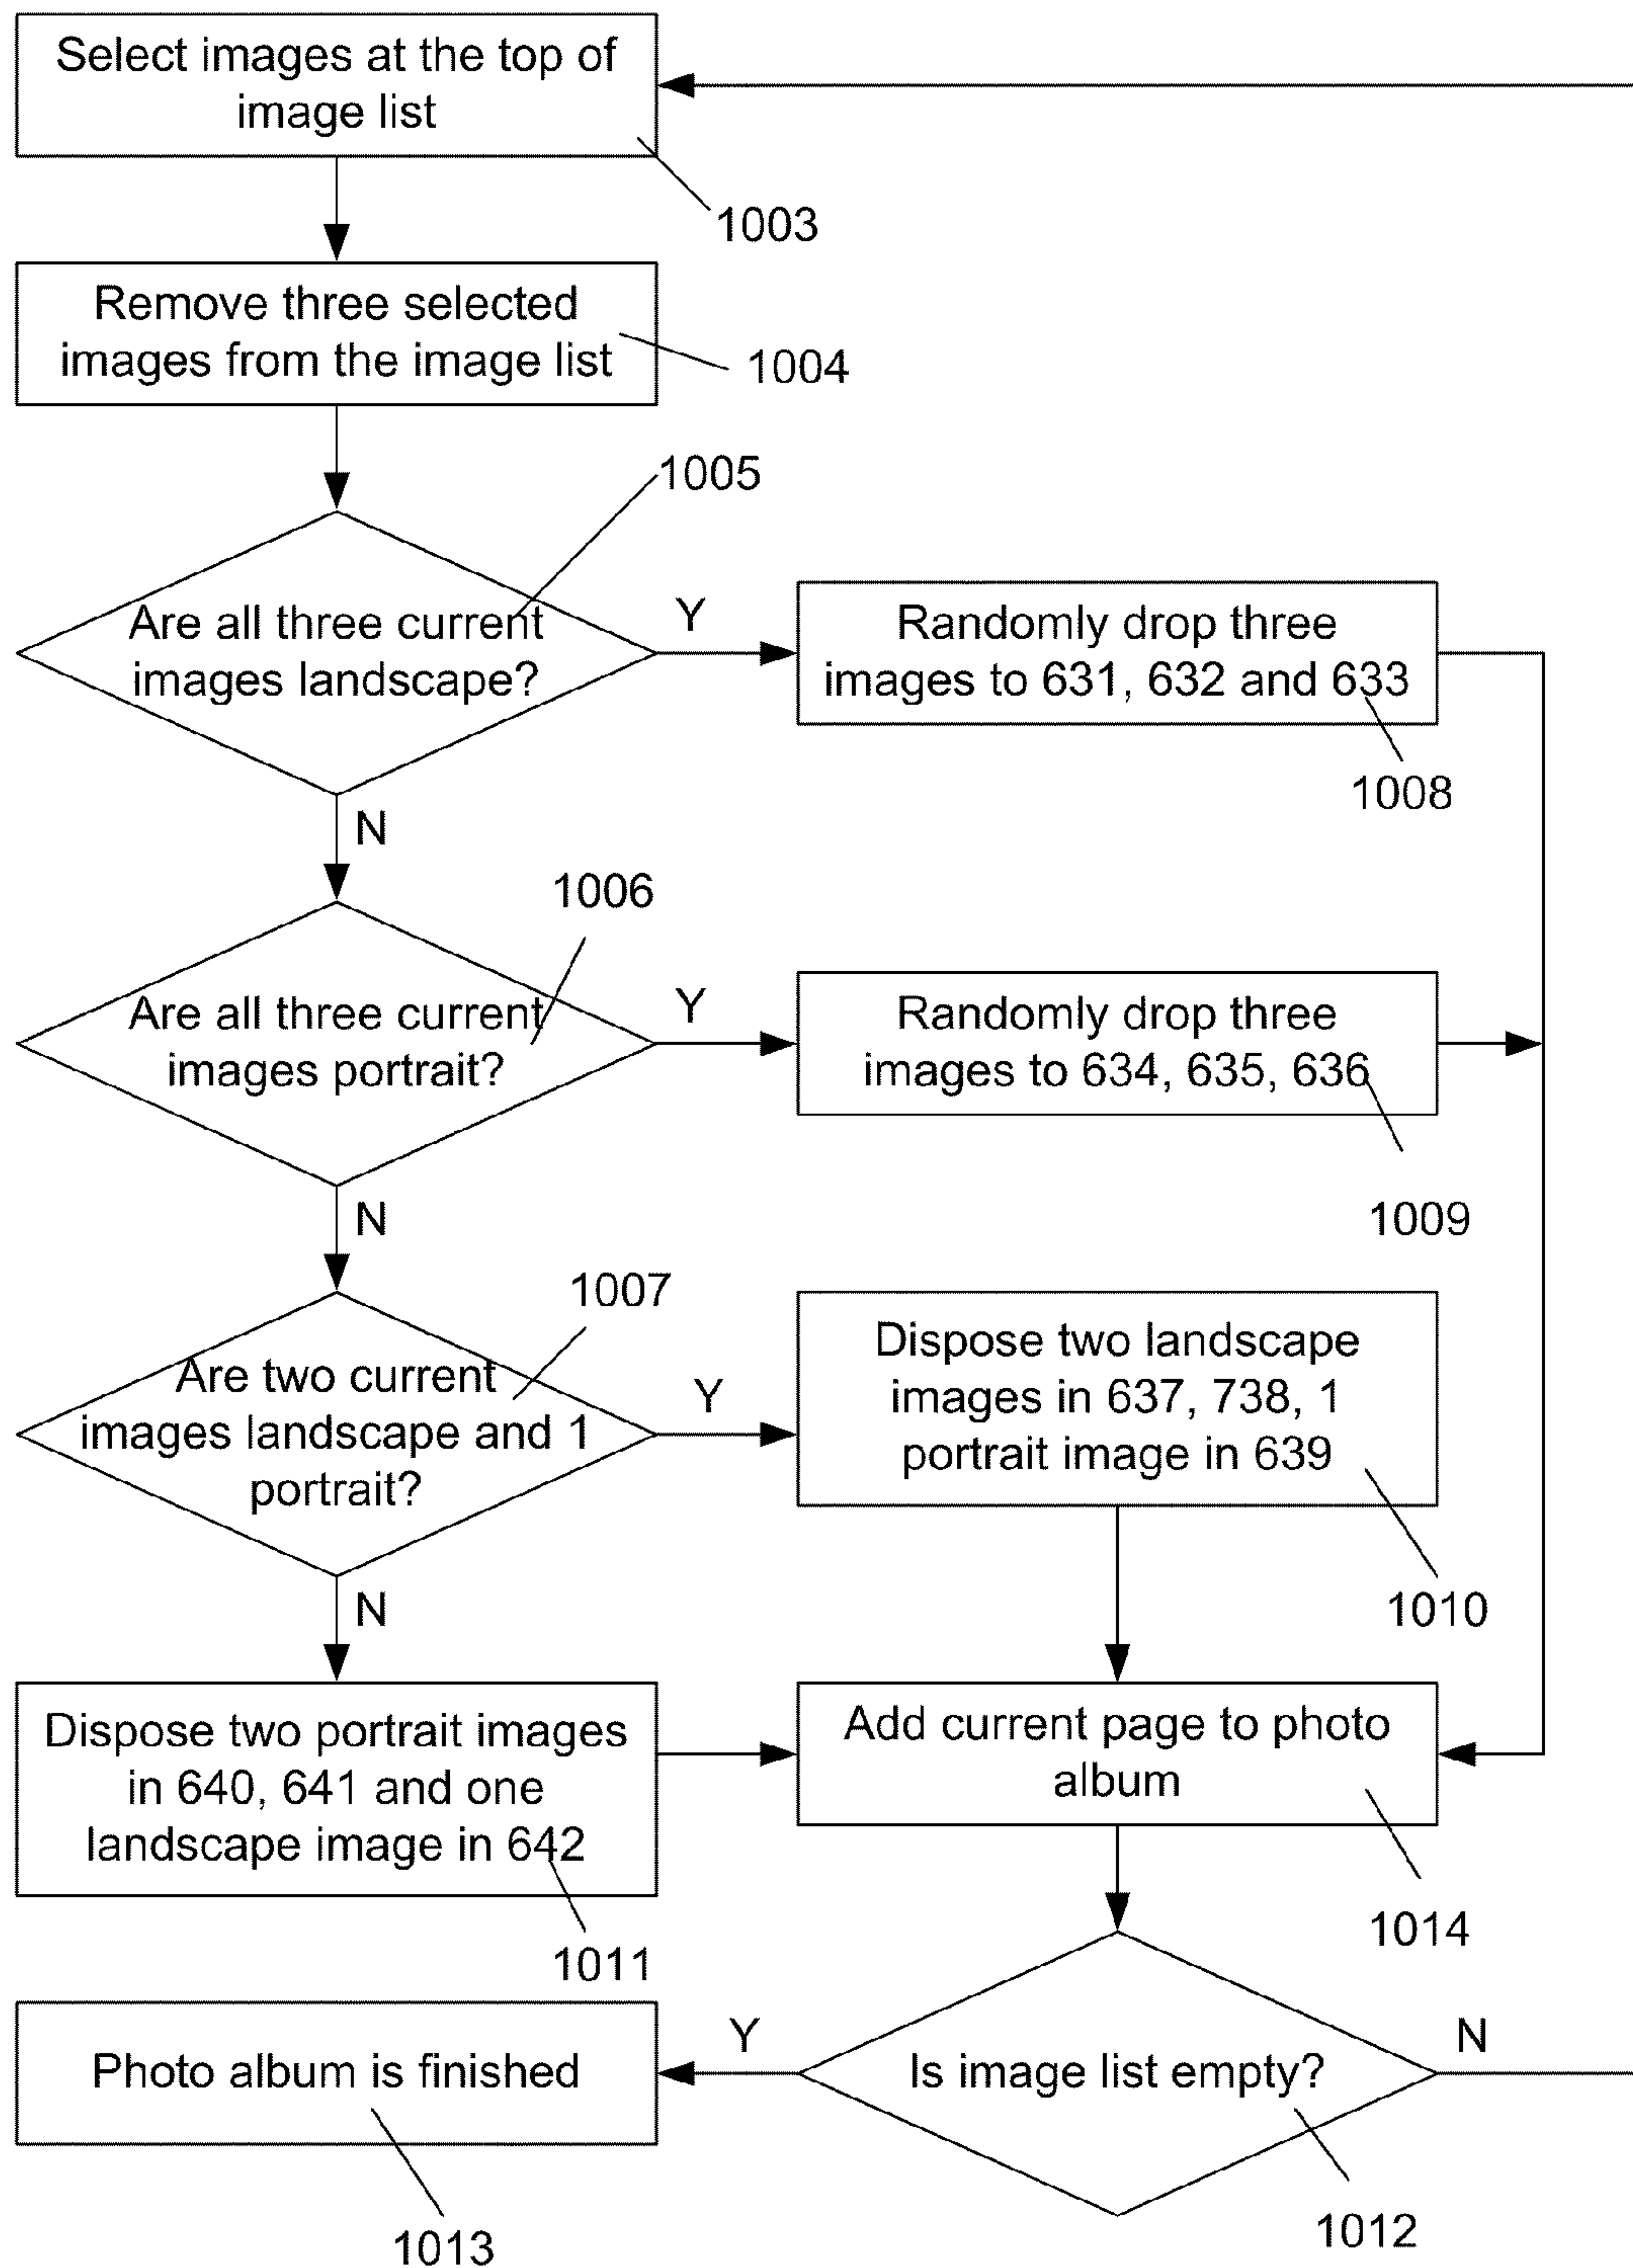 Select images at the top of
image list
1003
Remove three selected
images from the image list
1004
1005
Are all three current
images landscape?
Y
Randomly drop three
images to 631, 632 and 633
1008
N
1006
Are all three current
images portrait?
Y
Randomly drop three
images to 634, 635, 636
1009
N
1007
Are two current
images landscape and 1
portrait?
Y
Dispose two landscape
images in 637, 738, 1
portrait image in 639
1010
N
Dispose two portrait images
in 640, 641 and one
landscape image in 642
1011
Add current page to photo
album
1014
Photo album is finished
1013
Y
Is image list empty?
N
1012